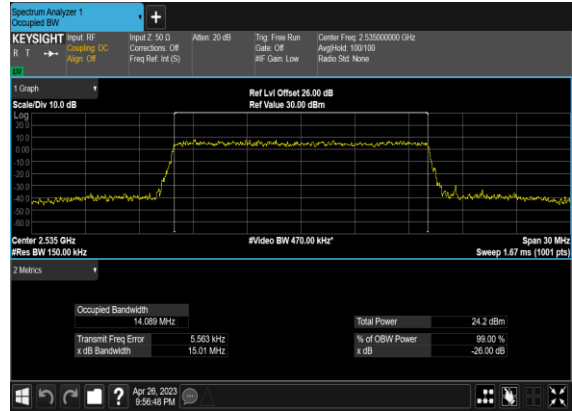 Spectrum Analyzer 1
Occupied BW
+
KEYSIGHT
R T
LXI
Input: RF
Coupling: DC
Align: Off
Input Z: 50 Ω
Corrections: Off
Freq Ref: Int (S)
Atten: 20 dB
Trig: Free Run
Gate: Off
#IF Gain: Low
Center Freq: 2.535000000 GHz
Avg|Hold: 100/100
Radio Std: None
1 Graph
Scale/Div 10.0 dB
Ref Lvl Offset 26.00 dB
Ref Value 30.00 dBm
Log
20.0
10.0
0.00
-10.0
-20.0
-30.0
-40.0
-50.0
-60.0
Center 2.535 GHz
#Res BW 150.00 kHz
#Video BW 470.00 kHz*
Span 30 MHz
Sweep 1.67 ms (1001 pts)
2 Metrics
Occupied Bandwidth
14.089 MHz
Transmit Freq Error 5.563 kHz
x dB Bandwidth 15.01 MHz
Total Power 24.2 dBm
% of OBW Power 99.00 %
x dB -26.00 dB
?
Apr 26, 2023
9:56:48 PM